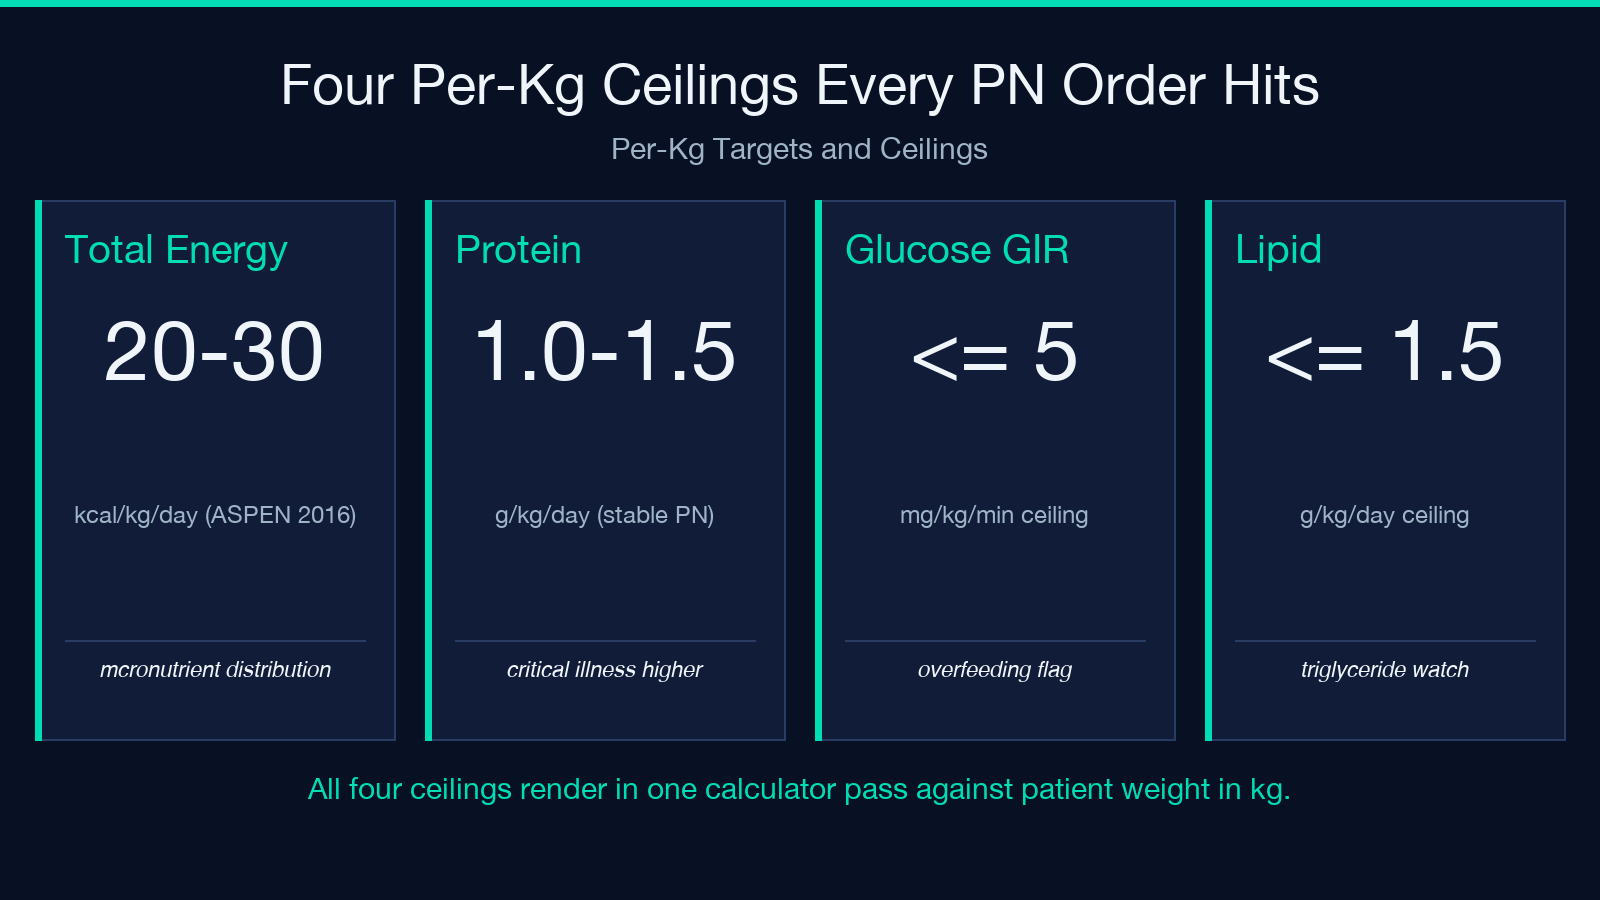 Four Per-Kg Ceilings Every PN Order Hits
Per-Kg Targets and Ceilings
Total Energy
20-30
kcal/kg/day (ASPEN 2016)
mcronutrient distribution
Protein
1.0-1.5
g/kg/day (stable PN)
critical illness higher
Glucose GIR
<= 5
mg/kg/min ceiling
overfeeding flag
Lipid
<= 1.5
g/kg/day ceiling
triglyceride watch
All four ceilings render in one calculator pass against patient weight in kg.